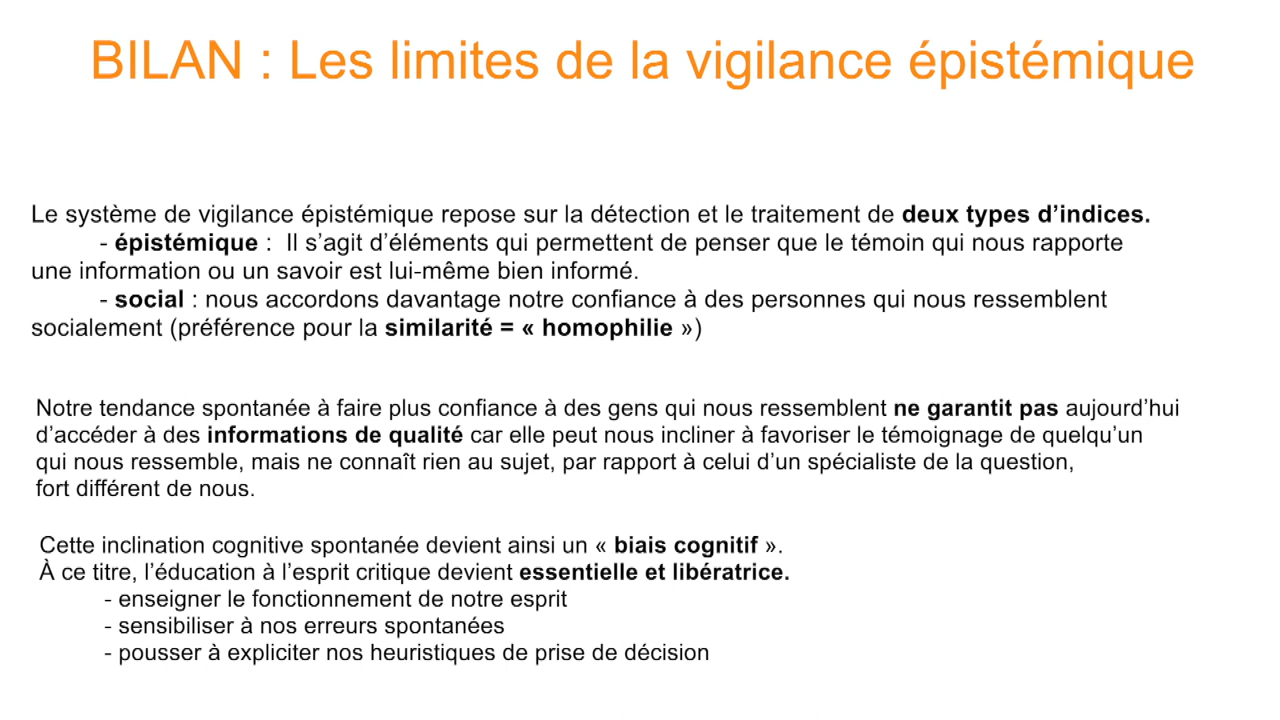 BILAN : Les limites de la vigilance épistémique
Le système de vigilance épistémique repose sur la détection et le traitement de deux types d’indices.
- épistémique : Il s’agit d’éléments qui permettent de penser que le témoin qui nous rapporte
une information ou un savoir est lui-même bien informé.
- social : nous accordons davantage notre confiance à des personnes qui nous ressemblent
socialement (préférence pour la similarité = « homophilie »)
Notre tendance spontanée à faire plus confiance à des gens qui nous ressemblent ne garantit pas aujourd’hui
d’accéder à des informations de qualité car elle peut nous incliner à favoriser le témoignage de quelqu’un
qui nous ressemble, mais ne connaît rien au sujet, par rapport à celui d’un spécialiste de la question,
fort différent de nous.
Cette inclination cognitive spontanée devient ainsi un « biais cognitif ».
À ce titre, l’éducation à l’esprit critique devient essentielle et libératrice.
- enseigner le fonctionnement de notre esprit
- sensibiliser à nos erreurs spontanées
- pousser à expliciter nos heuristiques de prise de décision